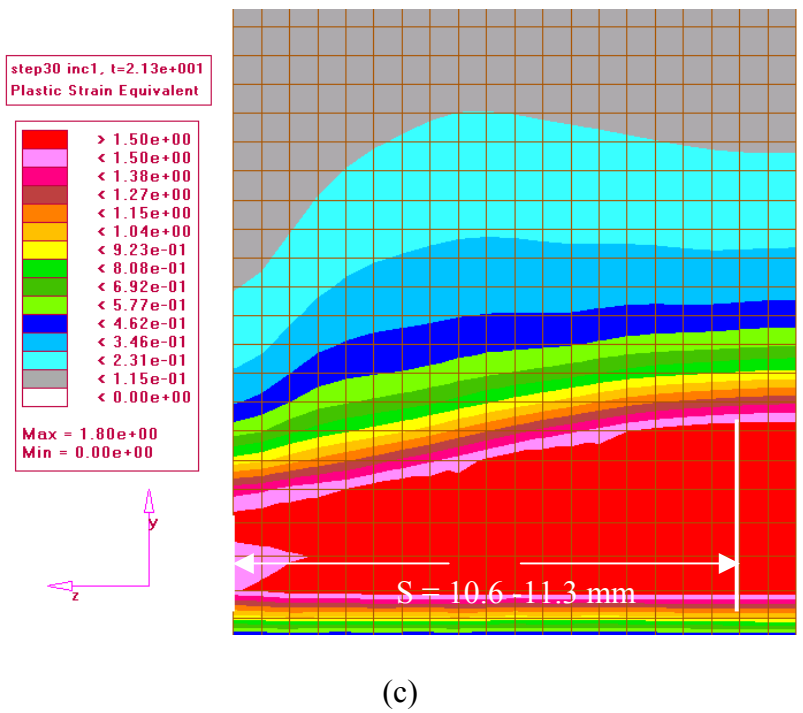 step30 inc1, t=2.13e+001
Plastic Strain Equivalent
> 1.50e+00
< 1.50e+00
< 1.38e+00
< 1.27e+00
< 1.15e+00
< 1.04e+00
< 9.23e-01
< 8.08e-01
< 6.92e-01
< 5.77e-01
< 4.62e-01
< 3.46e-01
< 2.31e-01
< 1.15e-01
< 0.00e+00
Max = 1.80e+00
Min = 0.00e+00
y
z
S = 10.6 -11.3 mm
(c)